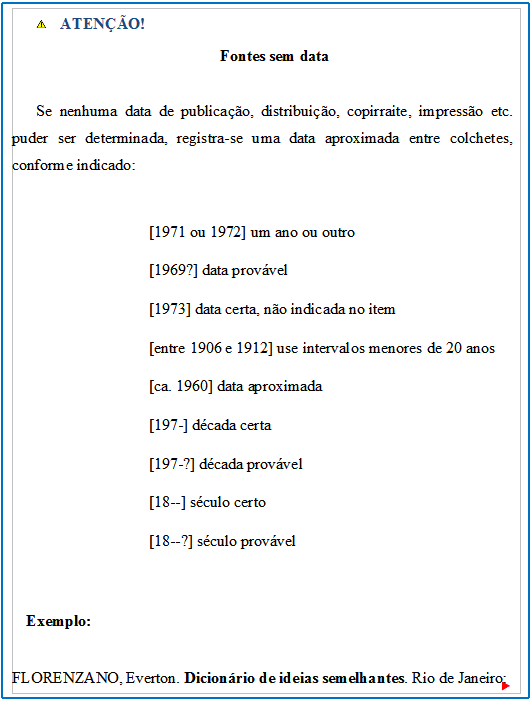 ATENÇÃO!
Fontes sem data
Se nenhuma data de publicação, distribuição, copirraite, impressão etc.
puder ser determinada, registra-se uma data aproximada entre colchetes,
conforme indicado:
[1971 ou 1972] um ano ou outro
[1969?] data provável
[1973] data certa, não indicada no item
[entre 1906 e 1912] use intervalos menores de 20 anos
[ca. 1960] data aproximada
[197-] década certa
[197-?] década provável
[18--] século certo
[18--?] século provável
Exemplo:
FLORENZANO, Everton. Dicionário de ideias semelhantes. Rio de Janeiro: